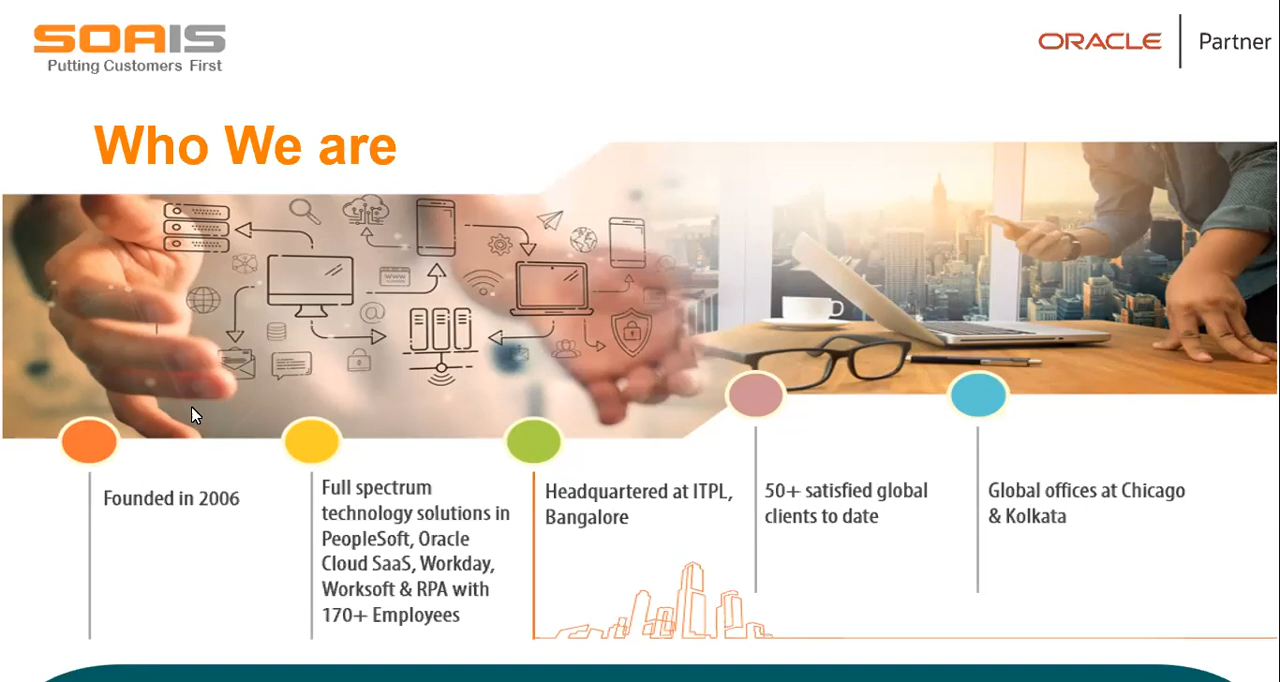 SOAIS
Putting Customers First
ORACLE | Partner
Who We are
WWW
@
Founded in 2006
Full spectrum
technology solutions in
PeopleSoft, Oracle
Cloud SaaS, Workday,
Worksoft & RPA with
170+ Employees
Headquartered at ITPL,
Bangalore
50+ satisfied global
clients to date
Global offices at Chicago
& Kolkata